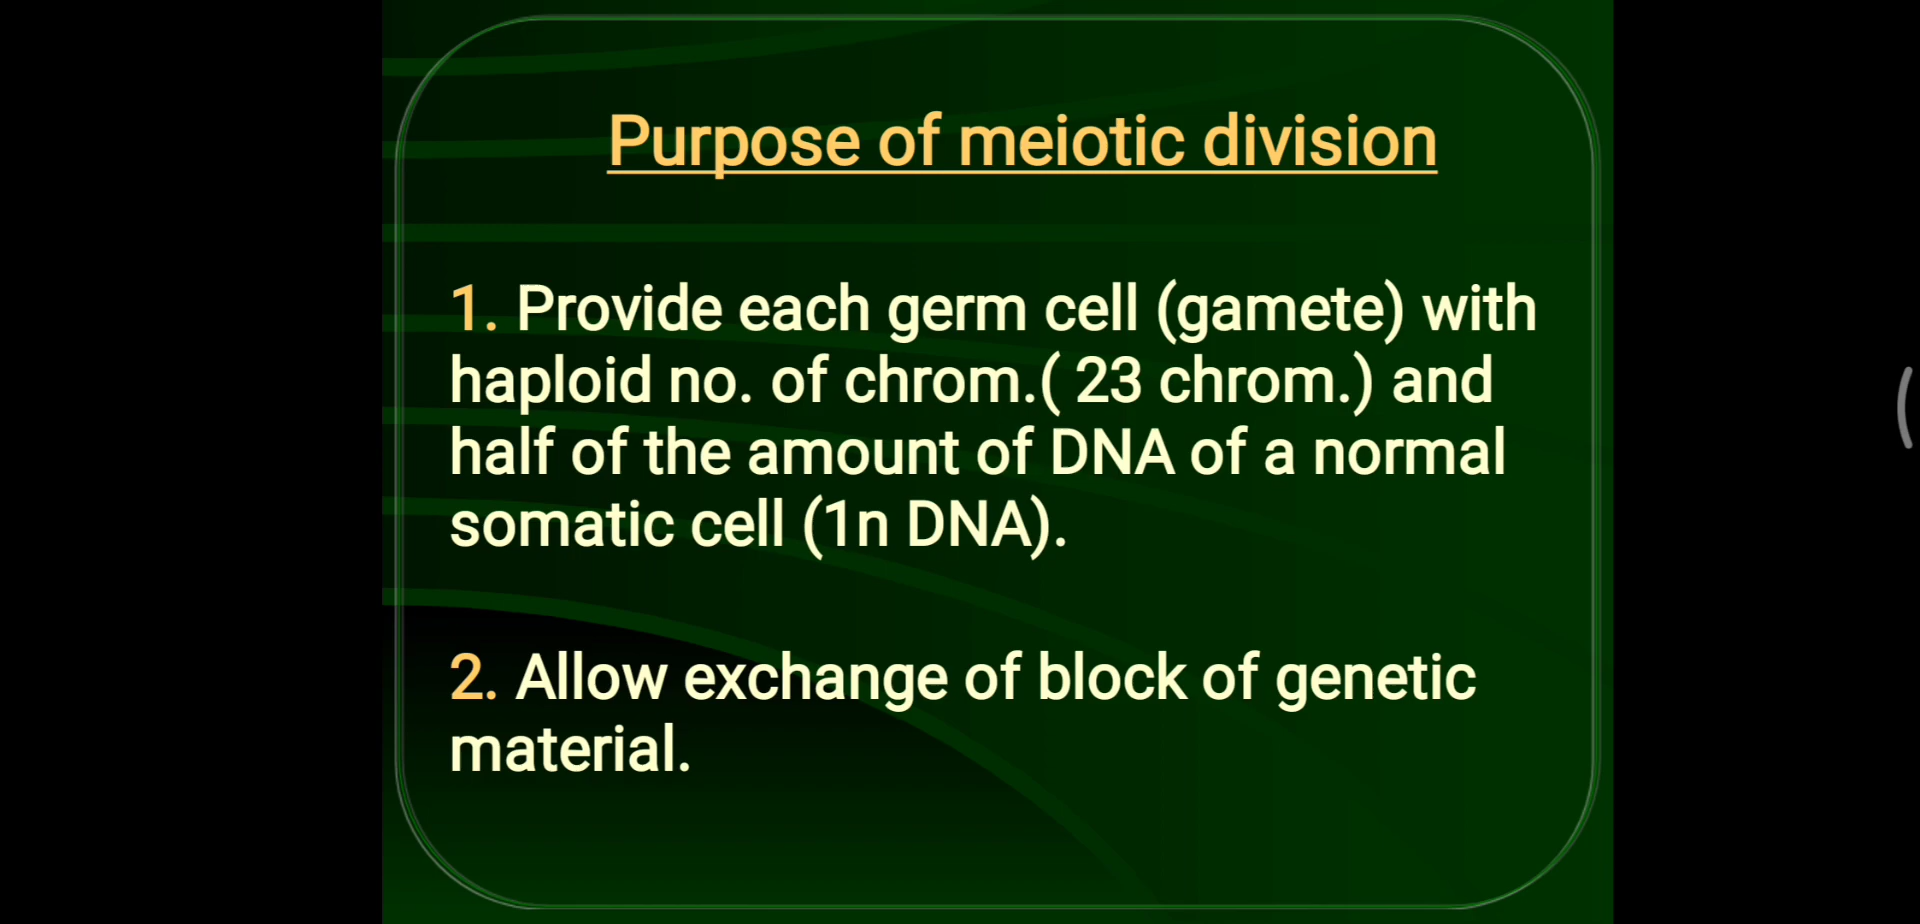 Purpose of meiotic division
1. Provide each germ cell (gamete) with
haploid no. of chrom.( 23 chrom.) and
half of the amount of DNA of a normal
somatic cell (1n DNA).
2. Allow exchange of block of genetic
material.